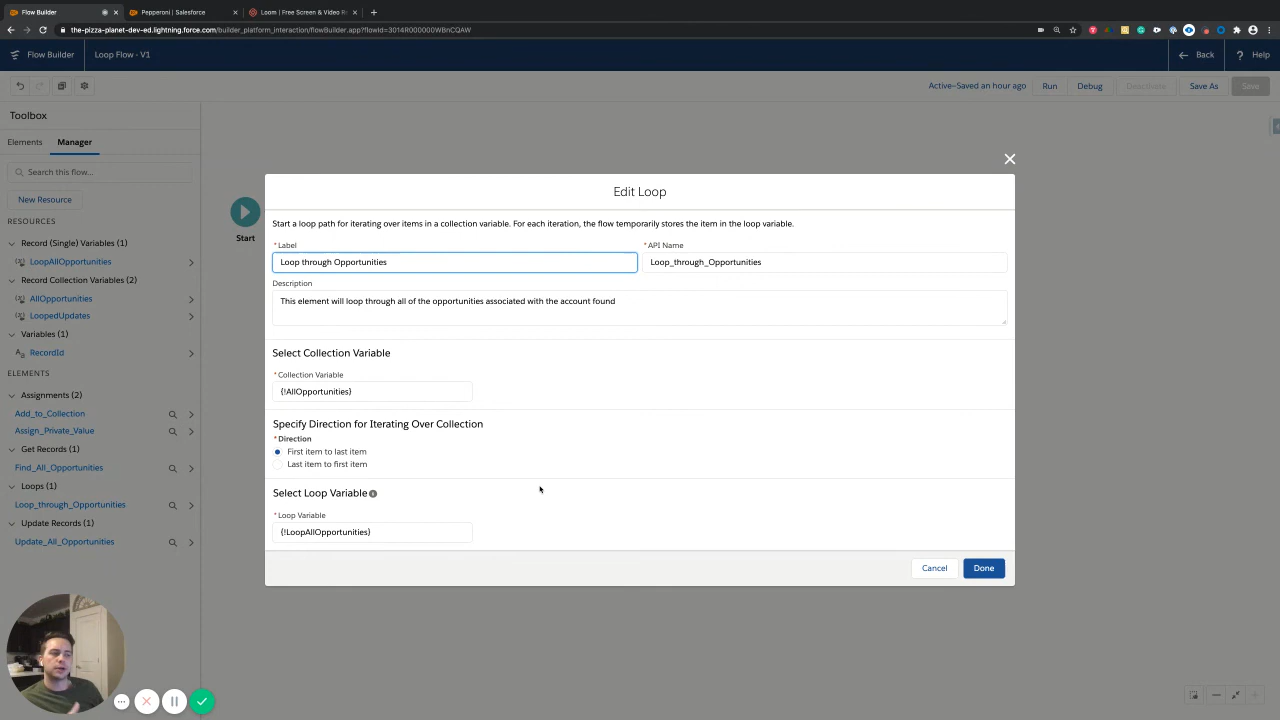 Flow Builder
Pepperoni | Salesforce
Loom | Free Screen & Video R
the-pizza-planet-dev-ed.lightning.force.com/builder_platform_interaction/flowBuilder.app?flowId=3014R000000WBnCQAW
Flow Builder
Loop Flow - V1
Back
? Help
Active–Saved an hour ago
Run
Debug
Deactivate
Save As
Save
Toolbox
Elements
Manager
Search this flow...
New Resource
RESOURCES
Record (Single) Variables (1)
LoopAllOpportunities
Record Collection Variables (2)
AllOpportunities
LoopedUpdates
Variables (1)
RecordId
ELEMENTS
Assignments (2)
Add_to_Collection
Assign_Private_Value
Get Records (1)
Find_All_Opportunities
Loops (1)
Loop_through_Opportunities
Update Records (1)
Update_All_Opportunities
Start
Edit Loop
Start a loop path for iterating over items in a collection variable. For each iteration, the flow temporarily stores the item in the loop variable.
* Label
Loop through Opportunities
* API Name
Loop_through_Opportunities
Description
This element will loop through all of the opportunities associated with the account found
Select Collection Variable
* Collection Variable
{!AllOpportunities}
Specify Direction for Iterating Over Collection
* Direction
First item to last item
Last item to first item
Select Loop Variable
* Loop Variable
{!LoopAllOpportunities}
Cancel
Done